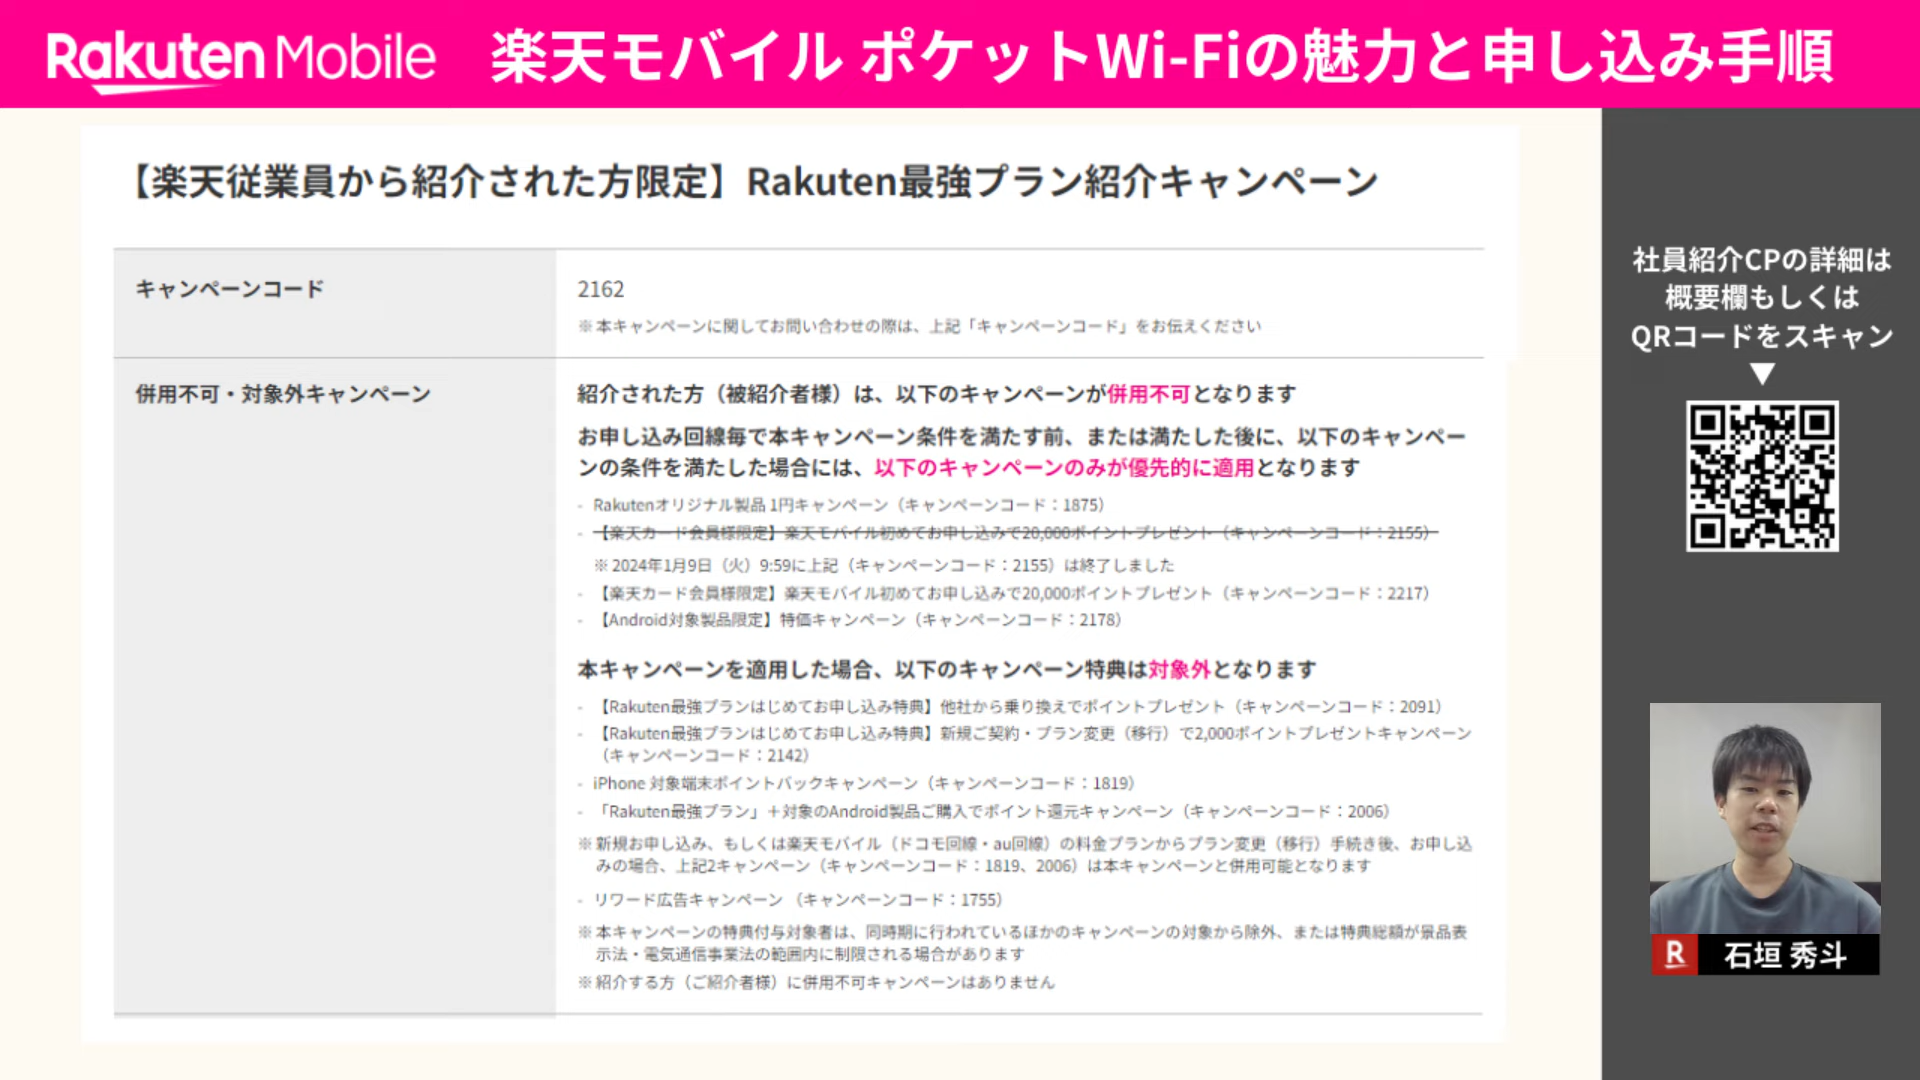 Rakuten Mobile 楽天モバイル ポケットWi-Fiの魅力と申し込み手順
【楽天従業員から紹介された方限定】Rakuten最強プラン紹介キャンペーン
キャンペーンコード
2162
※本キャンペーンに関してお問い合わせの際は、上記「キャンペーンコード」をお伝えください
併用不可・対象外キャンペーン
紹介された方（被紹介者様）は、以下のキャンペーンが併用不可となります
お申し込み回線毎で本キャンペーン条件を満たす前、または満たした後に、以下のキャンペー
ンの条件を満たした場合には、以下のキャンペーンのみが優先的に適用となります
- Rakutenオリジナル製品 1円キャンペーン（キャンペーンコード：1875）
- 【楽天カード会員様限定】楽天モバイル初めてお申し込みで20,000ポイントプレゼント（キャンペーンコード：2155）
※ 2024年1月9日（火）9:59に上記（キャンペーンコード：2155）は終了しました
- 【楽天カード会員様限定】楽天モバイル初めてお申し込みで20,000ポイントプレゼント（キャンペーンコード：2217）
- 【Android対象製品限定】特価キャンペーン（キャンペーンコード：2178）
本キャンペーンを適用した場合、以下のキャンペーン特典は対象外となります
- 【Rakuten最強プランはじめてお申し込み特典】他社から乗り換えでポイントプレゼント（キャンペーンコード：2091）
- 【Rakuten最強プランはじめてお申し込み特典】新規ご契約・プラン変更（移行）で2,000ポイントプレゼントキャンペーン
（キャンペーンコード：2142）
- iPhone 対象端末ポイントバックキャンペーン（キャンペーンコード：1819）
- 「Rakuten最強プラン」＋対象のAndroid製品ご購入でポイント還元キャンペーン（キャンペーンコード：2006）
※新規お申し込み、もしくは楽天モバイル（ドコモ回線・au回線）の料金プランからプラン変更（移行）手続き後、お申し込
みの場合、上記2キャンペーン（キャンペーンコード：1819、2006）は本キャンペーンと併用可能となります
- リワード広告キャンペーン （キャンペーンコード：1755）
※本キャンペーンの特典付与対象者は、同時期に行われているほかのキャンペーンの対象から除外、または特典総額が景品表
示法・電気通信事業法の範囲内に制限される場合があります
※紹介する方（ご紹介者様）に併用不可キャンペーンはありません
社員紹介CPの詳細は
概要欄もしくは
QRコードをスキャン
▼
R 石垣 秀斗